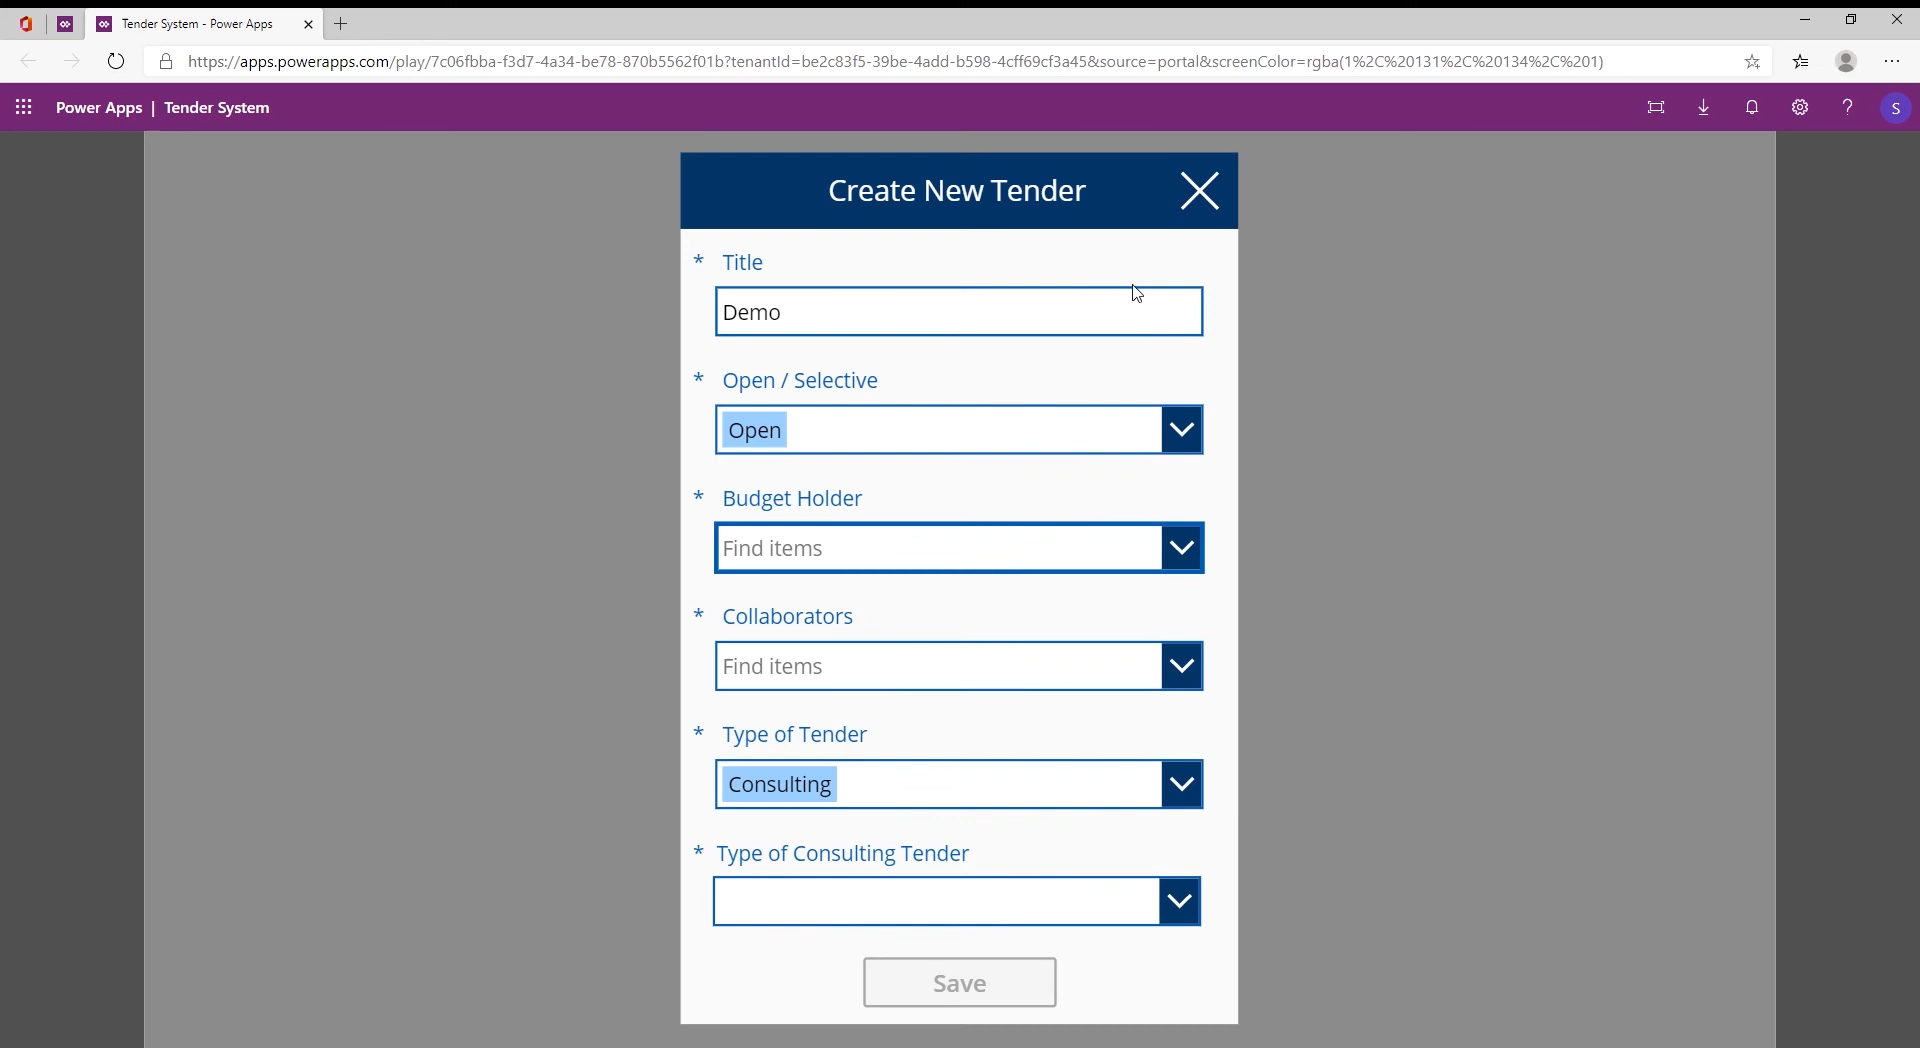 Tender System - Power Apps
https://apps.powerapps.com/play/7c06fbba-f3d7-4a34-be78-870b5562f01b?tenantId=be2c83f5-39be-4add-b598-4cff69cf3a45&source=portal&screenColor=rgba(1%2C%20131%2C%20134%2C%201)
Power Apps | Tender System
?
S
Create New Tender
* Title
Demo
* Open / Selective
Open
* Budget Holder
Find items
* Collaborators
Find items
* Type of Tender
Consulting
* Type of Consulting Tender
Save